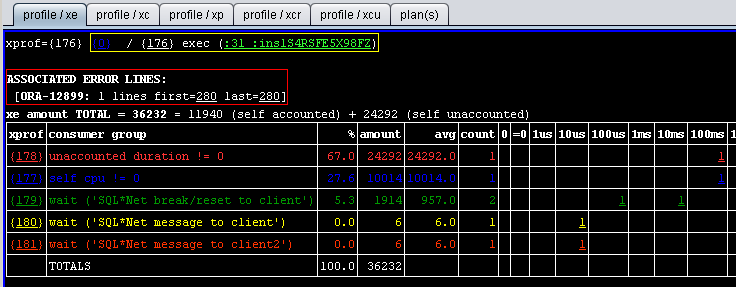 profile / xe profile / xc profile / xp profile / xcr profile / xcu plan(s)
xprof={176} !0! / {176} exec (:31 :ins1S4RSFE5X98FZ)
ASSOCIATED ERROR LINES:
[ORA-12899: 1 lines first=280 last=280]
xe amount TOTAL = 36232 = 11940 (self accounted) + 24292 (self unaccounted)
xprof consumer group % amount avg count 0 =0 1us 10us 100us 1ms 10ms 100ms 1
{178} unaccounted duration != 0 67.0 24292 24292.0 1 1
{177} self cpu != 0 27.6 10014 10014.0 1 1
{179} wait ('SQL*Net break/reset to client') 5.3 1914 957.0 2 1 1
{180} wait ('SQL*Net message to client') 0.0 6 6.0 1 1
{181} wait ('SQL*Net message to client2') 0.0 6 6.0 1 1
TOTALS 100.0 36232